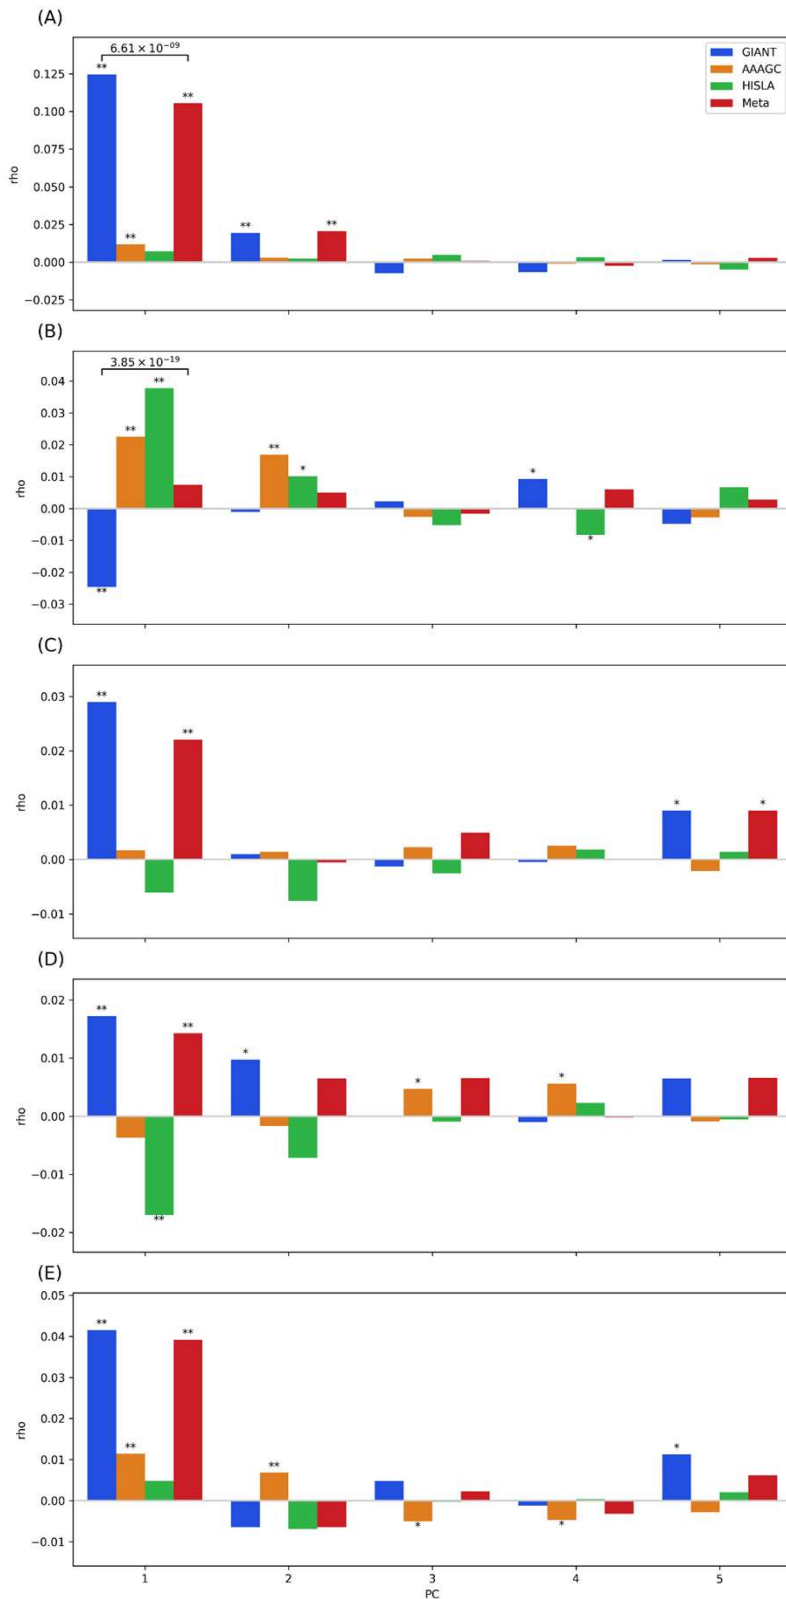 (A)
6.61 × 10⁻⁰⁹
** ** ** ** **
GIANT
AAAGC
HISLA
Meta
0.125
0.100
0.075
0.050
0.025
0.000
−0.025
rho
(B)
3.85 × 10⁻¹⁹
** ** ** ** * * *
0.04
0.03
0.02
0.01
0.00
−0.01
−0.02
−0.03
rho
(C)
** ** * *
0.03
0.02
0.01
0.00
−0.01
rho
(D)
** ** ** * * *
0.02
0.01
0.00
−0.01
−0.02
rho
(E)
** ** ** ** * * *
0.05
0.04
0.03
0.02
0.01
0.00
−0.01
rho
1 2 3 4 5
PC